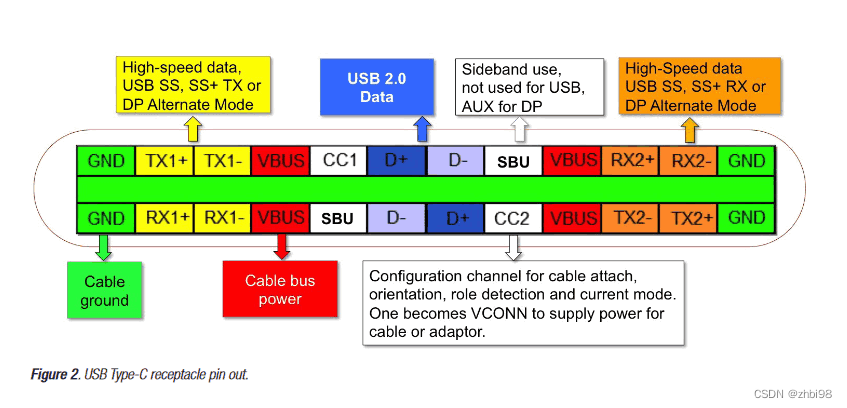 High-speed data,
USB SS, SS+ TX or
DP Alternate Mode
USB 2.0
Data
Sideband use,
not used for USB,
AUX for DP
High-Speed data
USB SS, SS+ RX or
DP Alternate Mode
GND TX1+ TX1- VBUS CC1 D+ D- SBU VBUS RX2+ RX2- GND
GND RX1+ RX1- VBUS SBU D- D+ CC2 VBUS TX2- TX2+ GND
Cable
ground
Cable bus
power
Configuration channel for cable attach,
orientation, role detection and current mode.
One becomes VCONN to supply power for
cable or adaptor.
Figure 2. USB Type-C receptacle pin out.
CSDN @zhbi98